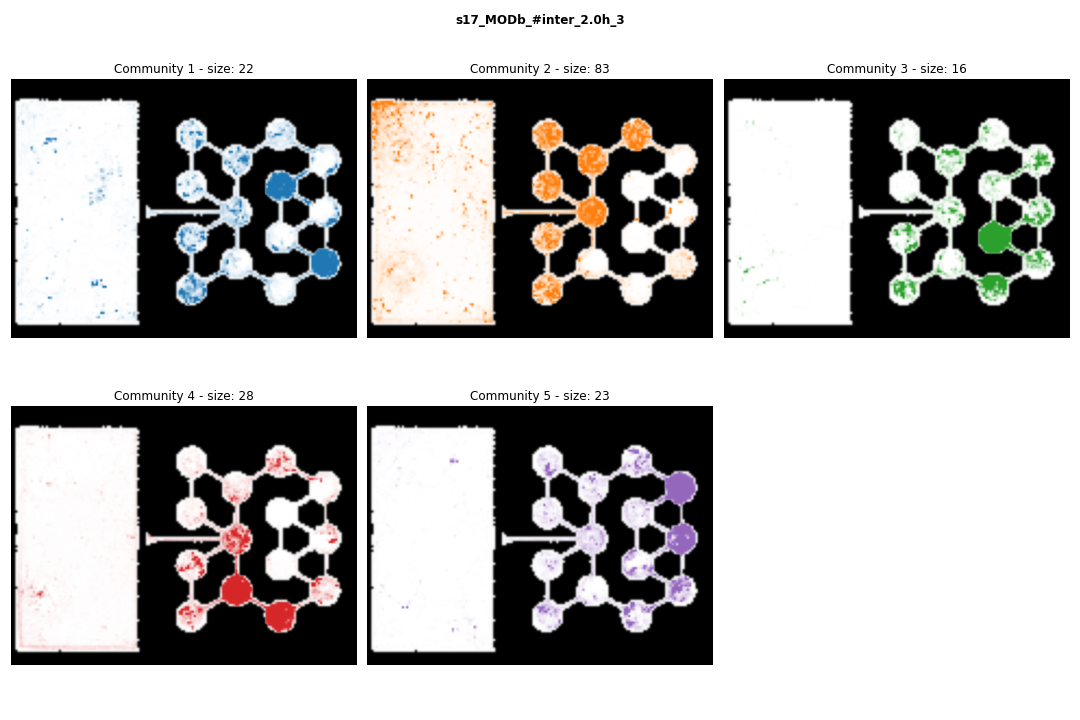 s17_MODb_#inter_2.0h_3
Community 1 - size: 22
Community 2 - size: 83
Community 3 - size: 16
Community 4 - size: 28
Community 5 - size: 23